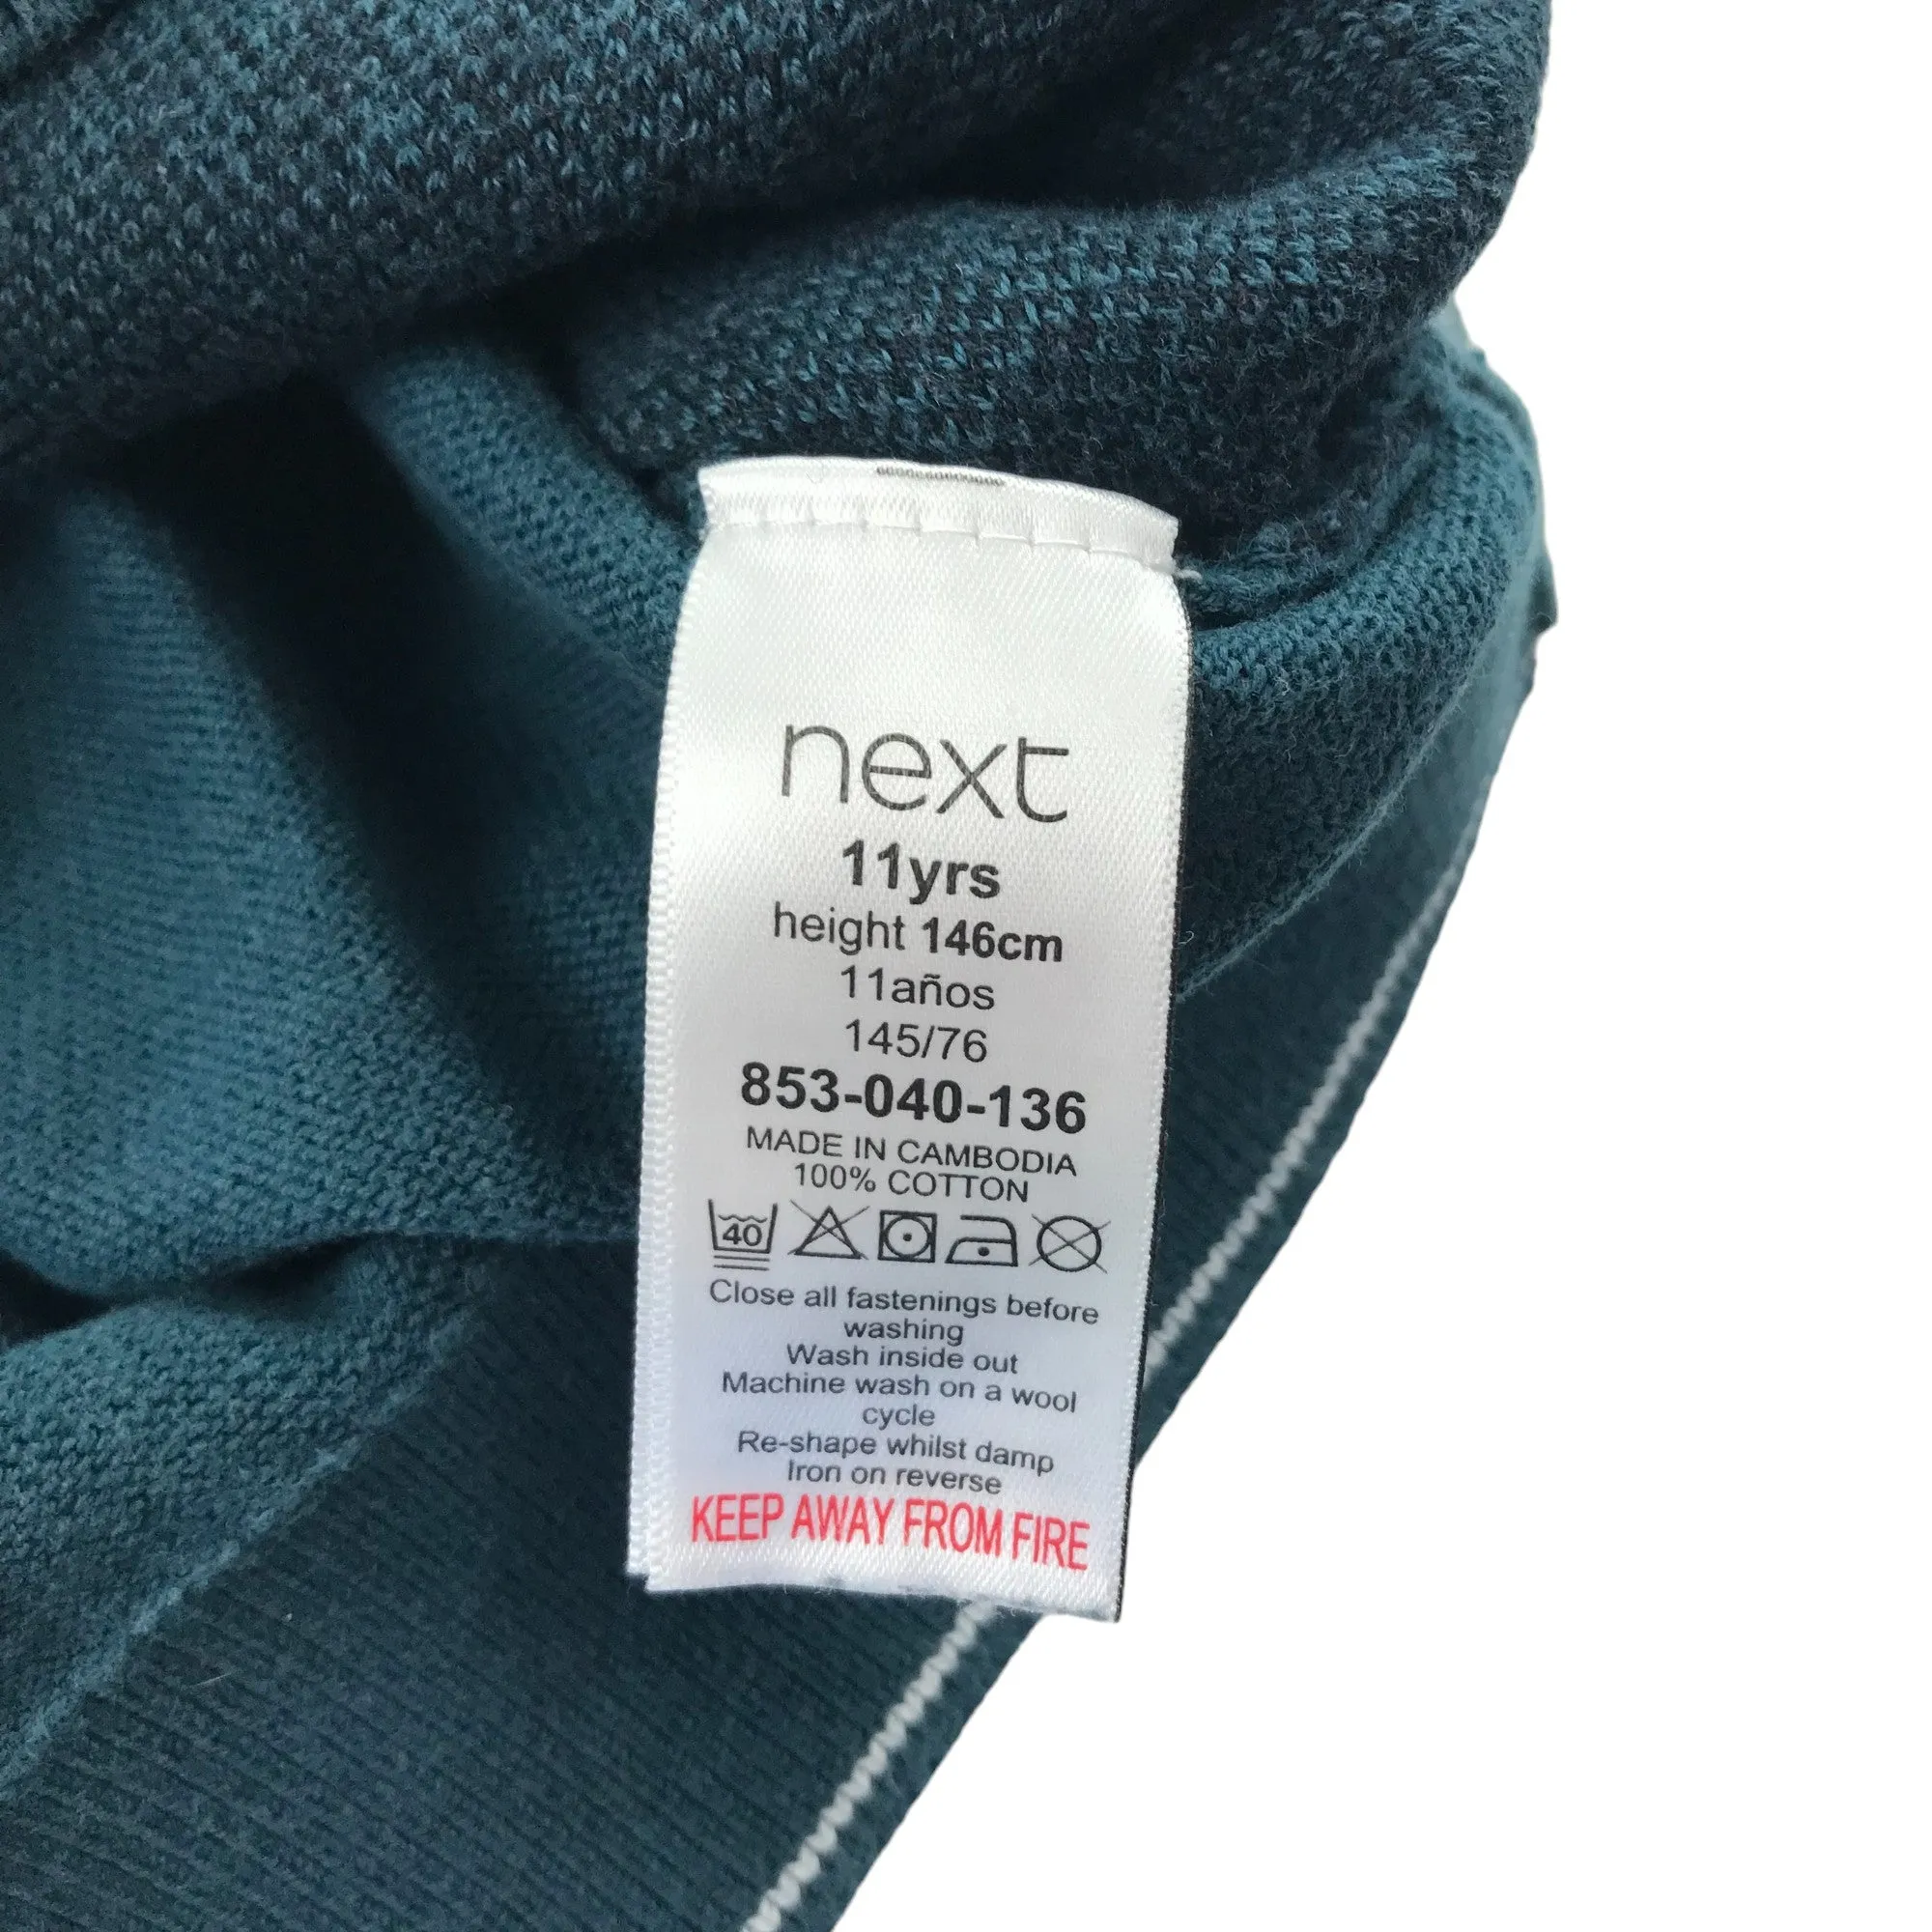 next
11yrs
height 146cm
11años
145/76
853-040-136
MADE IN CAMBODIA
100% COTTON
40
Close all fastenings before
washing
Wash inside out
Machine wash on a wool
cycle
Re-shape whilst damp
Iron on reverse
KEEP AWAY FROM FIRE